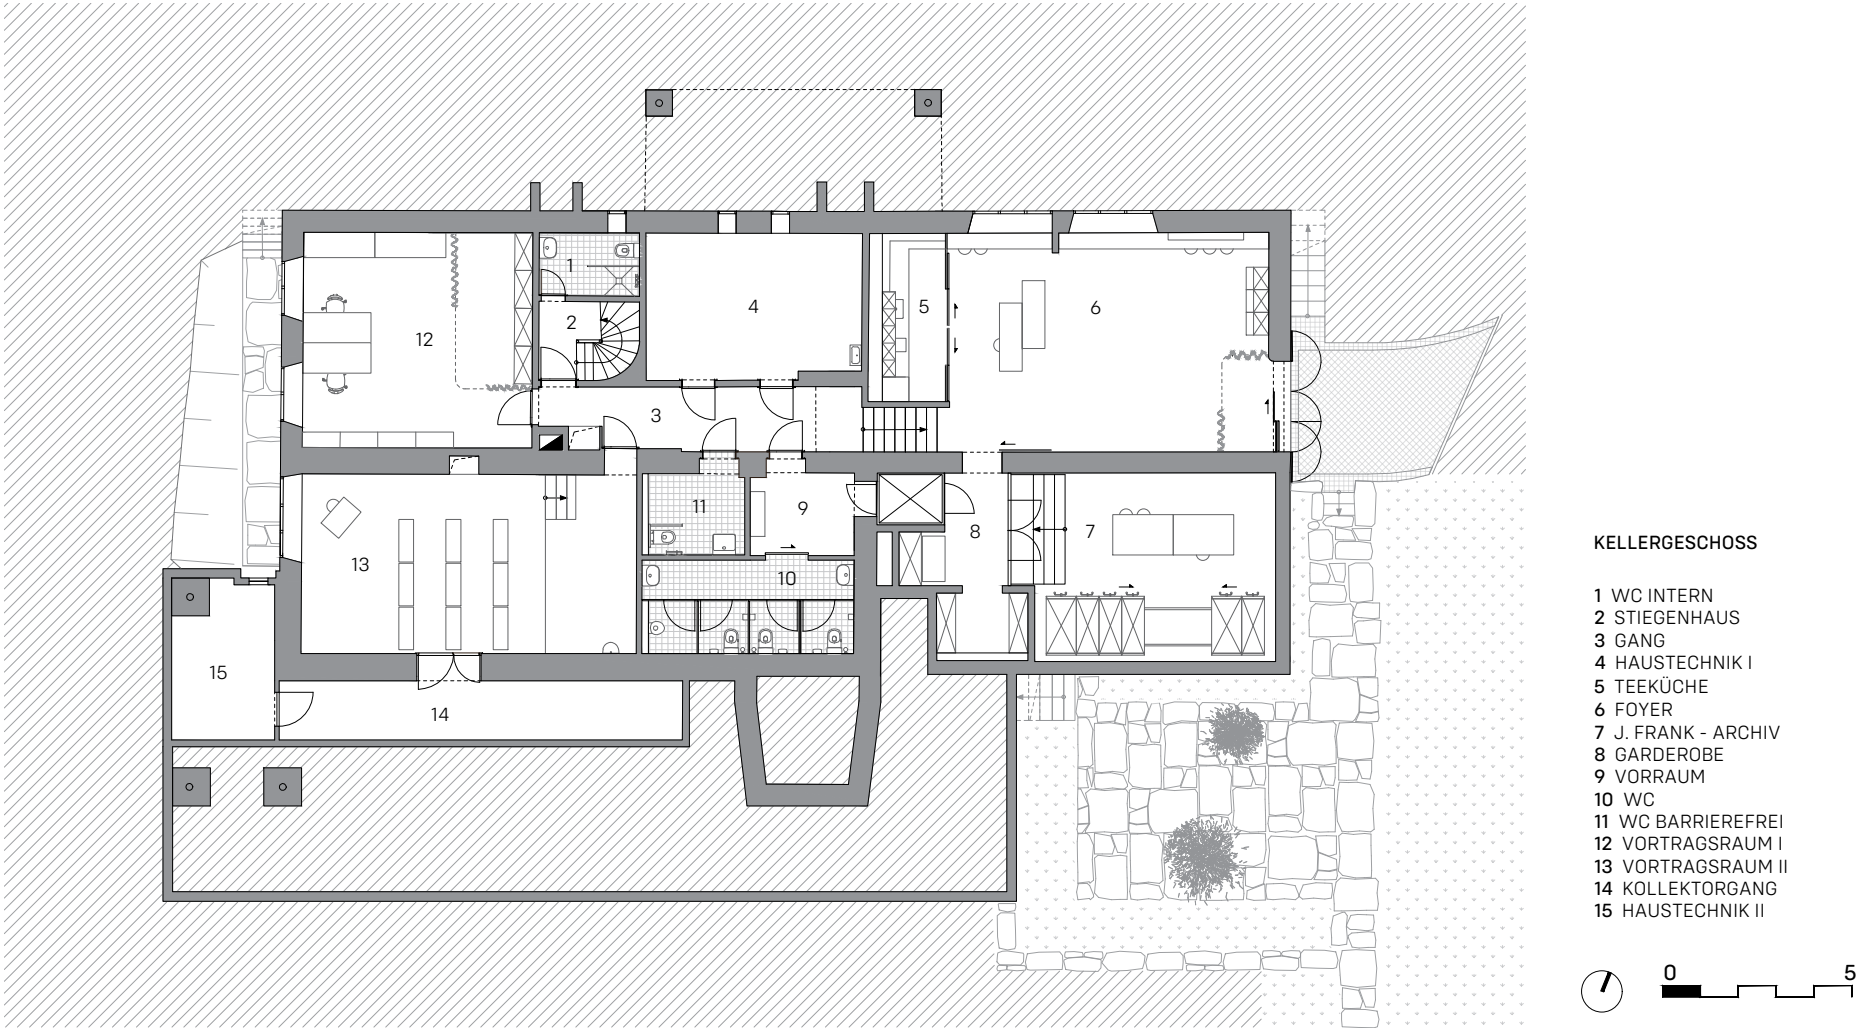 1
2
3
4
5
6
7
8
9
10
11
12
13
14
15
KELLERGESCHOSS
1 WC INTERN
2 STIEGENHAUS
3 GANG
4 HAUSTECHNIK I
5 TEEKÜCHE
6 FOYER
7 J. FRANK - ARCHIV
8 GARDEROBE
9 VORRAUM
10 WC
11 WC BARRIEREFREI
12 VORTRAGSRAUM I
13 VORTRAGSRAUM II
14 KOLLEKTORGANG
15 HAUSTECHNIK II
0 5